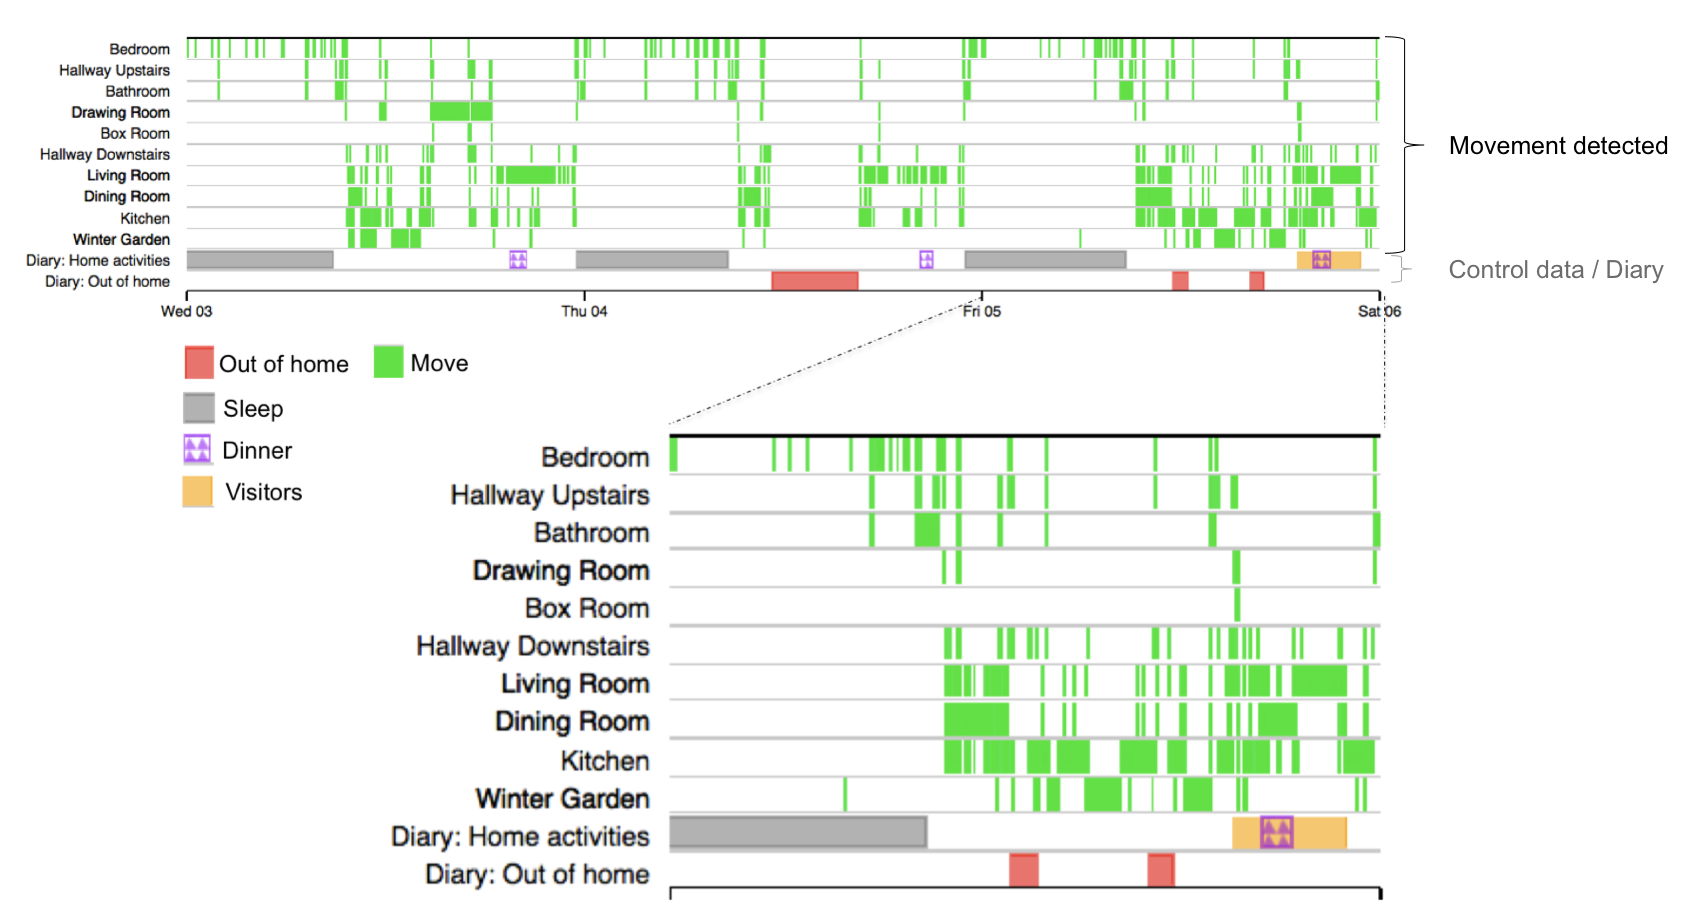 Bedroom
Hallway Upstairs
Bathroom
Drawing Room
Box Room
Hallway Downstairs
Living Room
Dining Room
Kitchen
Winter Garden
Diary: Home activities
Diary: Out of home
Movement detected
Control data / Diary
Wed 03 Thu 04 Fri 05 Sat 06
Out of home Move
Sleep
Dinner
Visitors
Bedroom
Hallway Upstairs
Bathroom
Drawing Room
Box Room
Hallway Downstairs
Living Room
Dining Room
Kitchen
Winter Garden
Diary: Home activities
Diary: Out of home